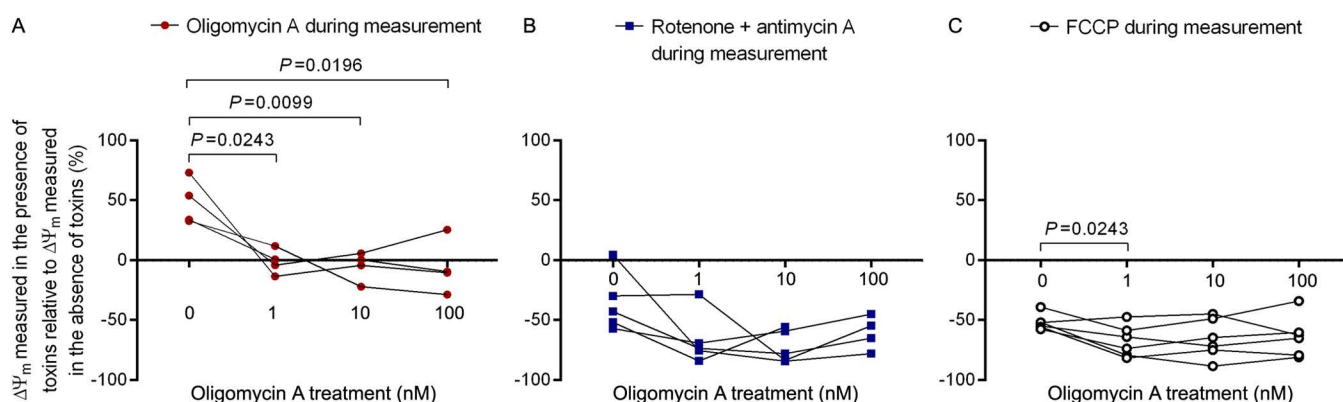 A
Oligomycin A during measurement
P=0.0196
P=0.0099
P=0.0243
ΔΨm measured in the presence of
toxins relative to ΔΨm measured
in the absence of toxins (%)
100
50
0
-50
-100
0 1 10 100
Oligomycin A treatment (nM)
B
Rotenone + antimycin A
during measurement
100
50
0
-50
-100
0 1 10 100
Oligomycin A treatment (nM)
C
FCCP during measurement
P=0.0243
100
50
0
-50
-100
0 1 10 100
Oligomycin A treatment (nM)